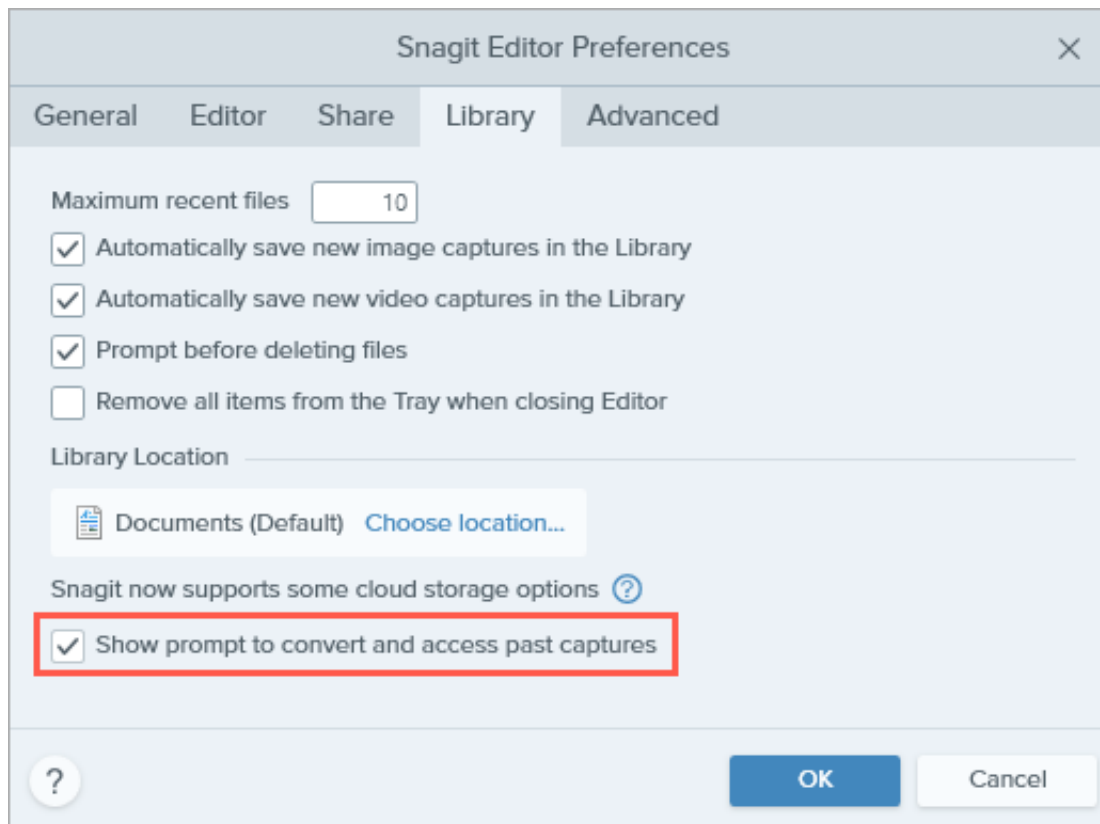 Snagit Editor Preferences
General Editor Share Library Advanced
Maximum recent files 10
Automatically save new image captures in the Library
Automatically save new video captures in the Library
Prompt before deleting files
Remove all items from the Tray when closing Editor
Library Location
Documents (Default) Choose location...
Snagit now supports some cloud storage options ?
Show prompt to convert and access past captures
? OK Cancel